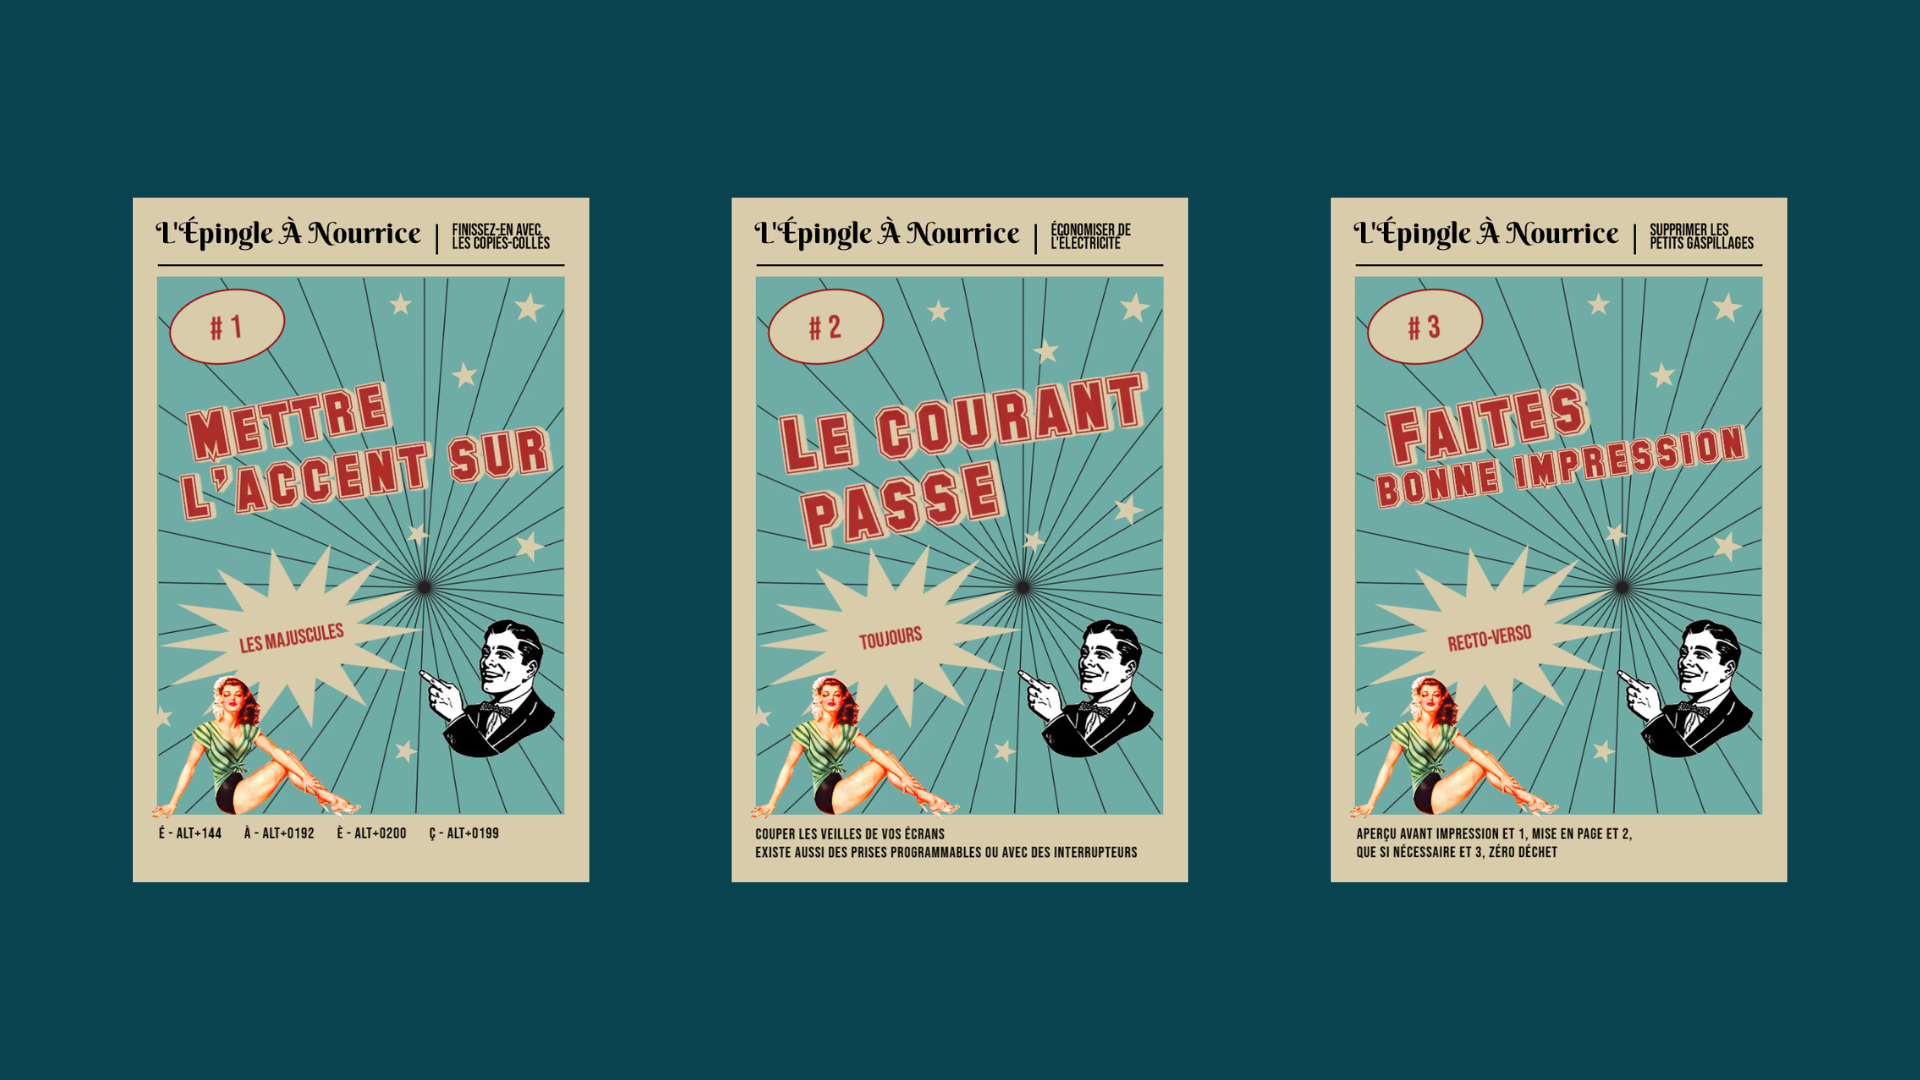 L'Épingle À Nourrice
FINISSEZ-EN AVEC
LES COPIÉS-COLLÉS
# 1
METTRE
L'ACCENT SUR
LES MAJUSCULES
É - ALT+144 À - ALT+0192 È - ALT+0200 Ç - ALT+0199
L'Épingle À Nourrice
ÉCONOMISER DE
L'ÉLECTRICITÉ
# 2
LE COURANT
PASSE
TOUJOURS
COUPER LES VEILLES DE VOS ÉCRANS
EXISTE AUSSI DES PRISES PROGRAMMABLES OU AVEC DES INTERRUPTEURS
L'Épingle À Nourrice
SUPPRIMER LES
PETITS GASPILLAGES
# 3
FAITES
BONNE IMPRESSION
RECTO-VERSO
APERÇU AVANT IMPRESSION ET 1, MISE EN PAGE ET 2,
QUE SI NÉCESSAIRE ET 3, ZÉRO DÉCHET